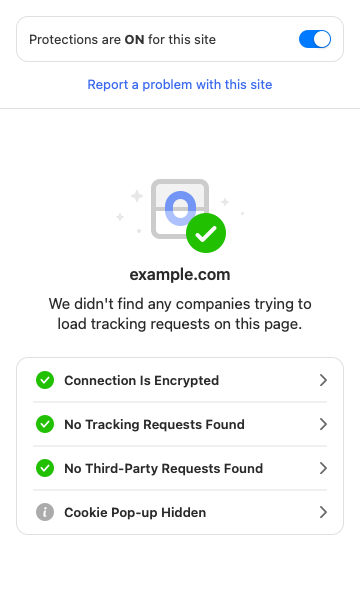 Protections are ON for this site
Report a problem with this site
0
example.com
We didn't find any companies trying to
load tracking requests on this page.
Connection Is Encrypted
No Tracking Requests Found
No Third-Party Requests Found
Cookie Pop-up Hidden